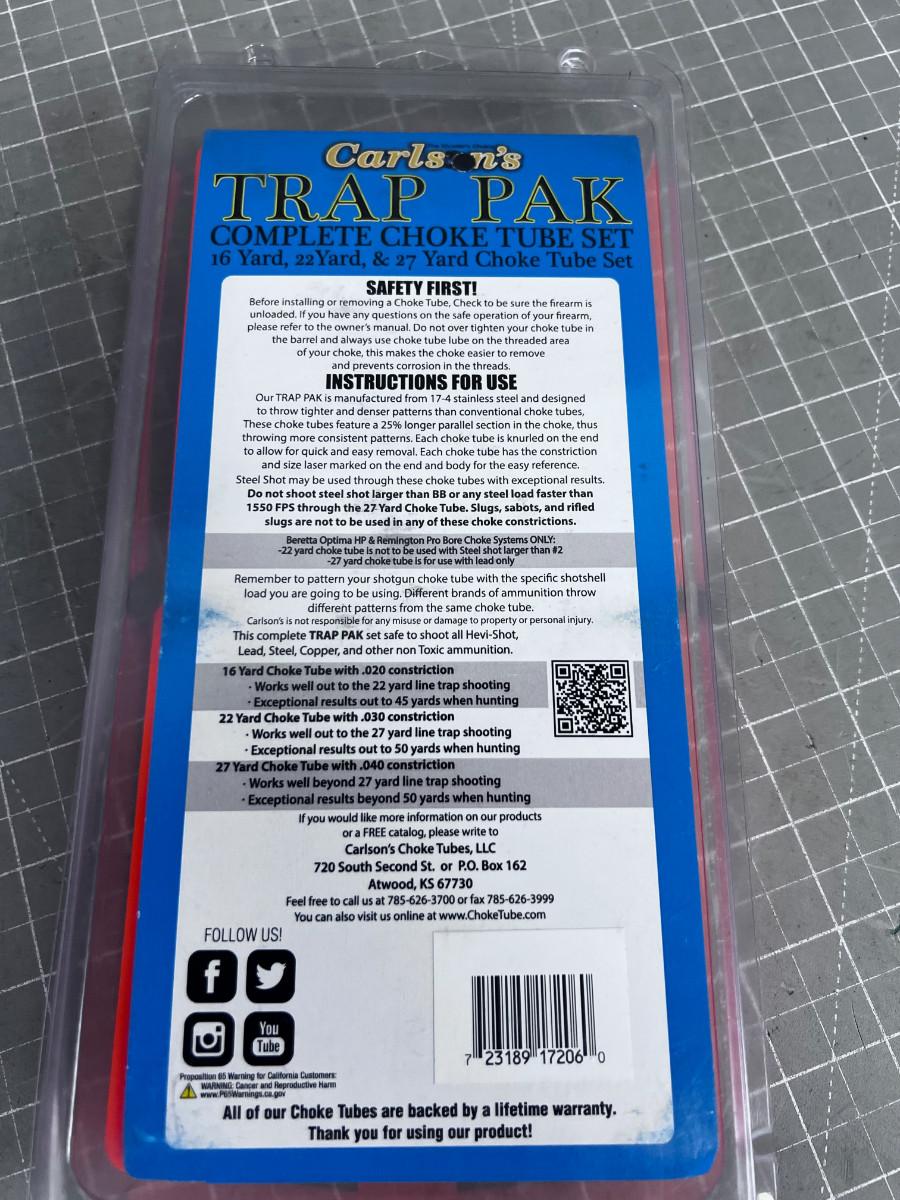 Carlson's
TRAP PAK
COMPLETE CHOKE TUBE SET
16 Yard, 22Yard, & 27 Yard Choke Tube Set
SAFETY FIRST!
Before installing or removing a Choke Tube, Check to be sure the firearm is
unloaded. If you have any questions on the safe operation of your firearm,
please refer to the owner's manual. Do not over tighten your choke tube in
the barrel and always use choke tube lube on the threaded area
of your choke, this makes the choke easier to remove
and prevents corrosion in the threads.
INSTRUCTIONS FOR USE
Our TRAP PAK is manufactured from 17-4 stainless steel and designed
to throw tighter and denser patterns than conventional choke tubes,
These choke tubes feature a 25% longer parallel section in the choke, thus
throwing more consistent patterns. Each choke tube is knurled on the end
to allow for quick and easy removal. Each choke tube has the constriction
and size laser marked on the end and body for the easy reference.
Steel Shot may be used through these choke tubes with exceptional results.
Do not shoot steel shot larger than BB or any steel load faster than
1550 FPS through the 27 Yard Choke Tube. Slugs, sabots, and rifled
slugs are not to be used in any of these choke constrictions.
Beretta Optima HP & Remington Pro Bore Choke Systems ONLY:
-22 yard choke tube is not to be used with Steel shot larger than #2
-27 yard choke tube is for use with lead only
Remember to pattern your shotgun choke tube with the specific shotshell
load you are going to be using. Different brands of ammunition throw
different patterns from the same choke tube.
Carlson's is not responsible for any misuse or damage to property or personal injury.
This complete TRAP PAK set safe to shoot all Hevi-Shot,
Lead, Steel, Copper, and other non Toxic ammunition.
16 Yard Choke Tube with .020 constriction
· Works well out to the 22 yard line trap shooting
· Exceptional results out to 45 yards when hunting
22 Yard Choke Tube with .030 constriction
· Works well out to the 27 yard line trap shooting
· Exceptional results out to 50 yards when hunting
27 Yard Choke Tube with .040 constriction
· Works well beyond 27 yard line trap shooting
· Exceptional results beyond 50 yards when hunting
If you would like more information on our products
or a FREE catalog, please write to
Carlson's Choke Tubes, LLC
720 South Second St. or P.O. Box 162
Atwood, KS 67730
Feel free to call us at 785-626-3700 or fax 785-626-3999
You can also visit us online at www.ChokeTube.com
FOLLOW US!
You
Tube
7 23189 17206 0
Proposition 65 Warning for California Customers:
WARNING: Cancer and Reproductive Harm
www.P65Warnings.ca.gov
All of our Choke Tubes are backed by a lifetime warranty.
Thank you for using our product!